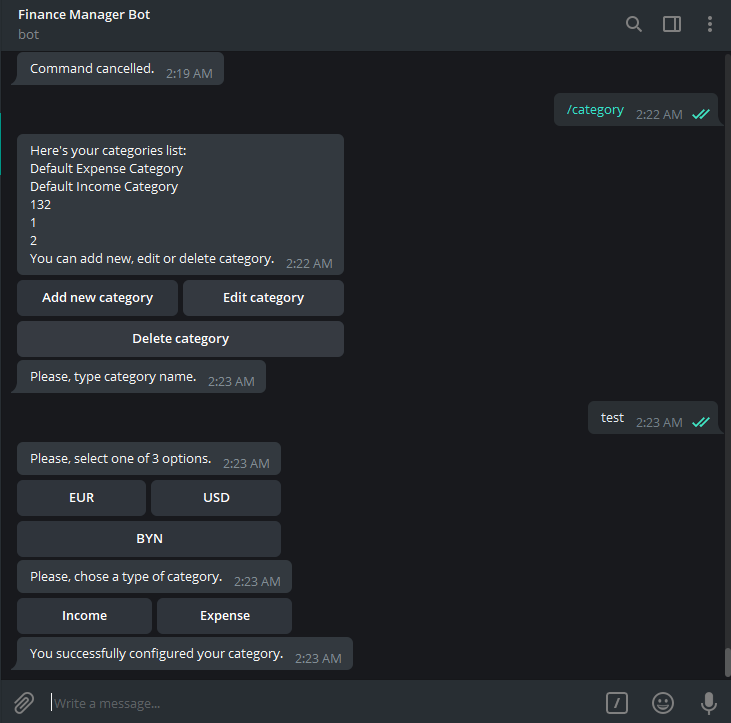 Finance Manager Bot
bot
Command cancelled. 2:19 AM
/category 2:22 AM
Here's your categories list:
Default Expense Category
Default Income Category
132
1
2
You can add new, edit or delete category. 2:22 AM
Add new category Edit category
Delete category
Please, type category name. 2:23 AM
test 2:23 AM
Please, select one of 3 options. 2:23 AM
EUR USD
BYN
Please, chose a type of category. 2:23 AM
Income Expense
You successfully configured your category. 2:23 AM
Write a message...